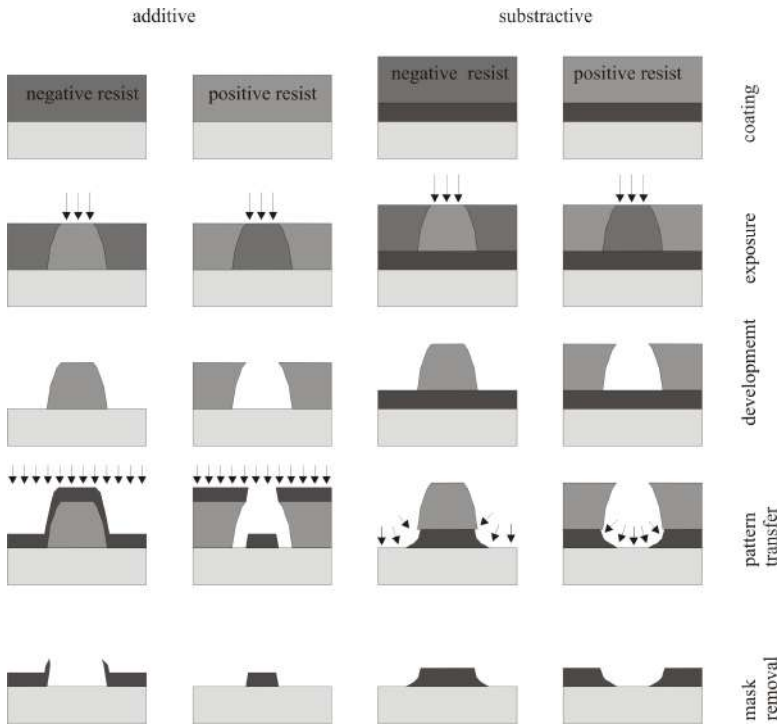 additive
substractive
negative resist
positive resist
negative resist
positive resist
coating
exposure
developmemt
pattern
transfer
mask
removal